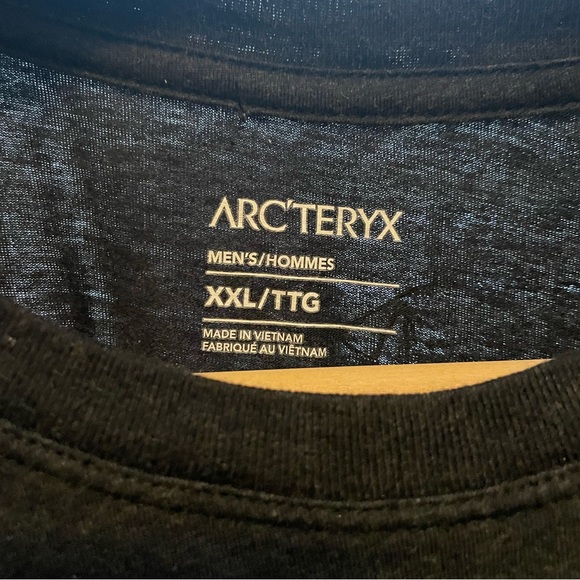 ARC'TERYX
MEN'S/HOMMES
XXL/TTG
MADE IN VIETNAM
FABRIQUÉ AU VIÊTNAM